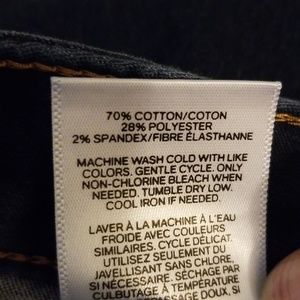 70% COTTON/COTON
28% POLYESTER
2% SPANDEX/FIBRE ÉLASTHANNE
MACHINE WASH COLD WITH LIKE
COLORS. GENTLE CYCLE. ONLY
NON-CHLORINE BLEACH WHEN
NEEDED. TUMBLE DRY LOW.
COOL IRON IF NEEDED.
LAVER À LA MACHINE À L'EAU
FROIDE AVEC COULEURS
SIMILAIRES. CYCLE DÉLICAT.
UTILISEZ SEULEMENT DU
JAVELLISANT SANS CHLORE,
SI NÉCESSAIRE. SÉCHAGE PAR